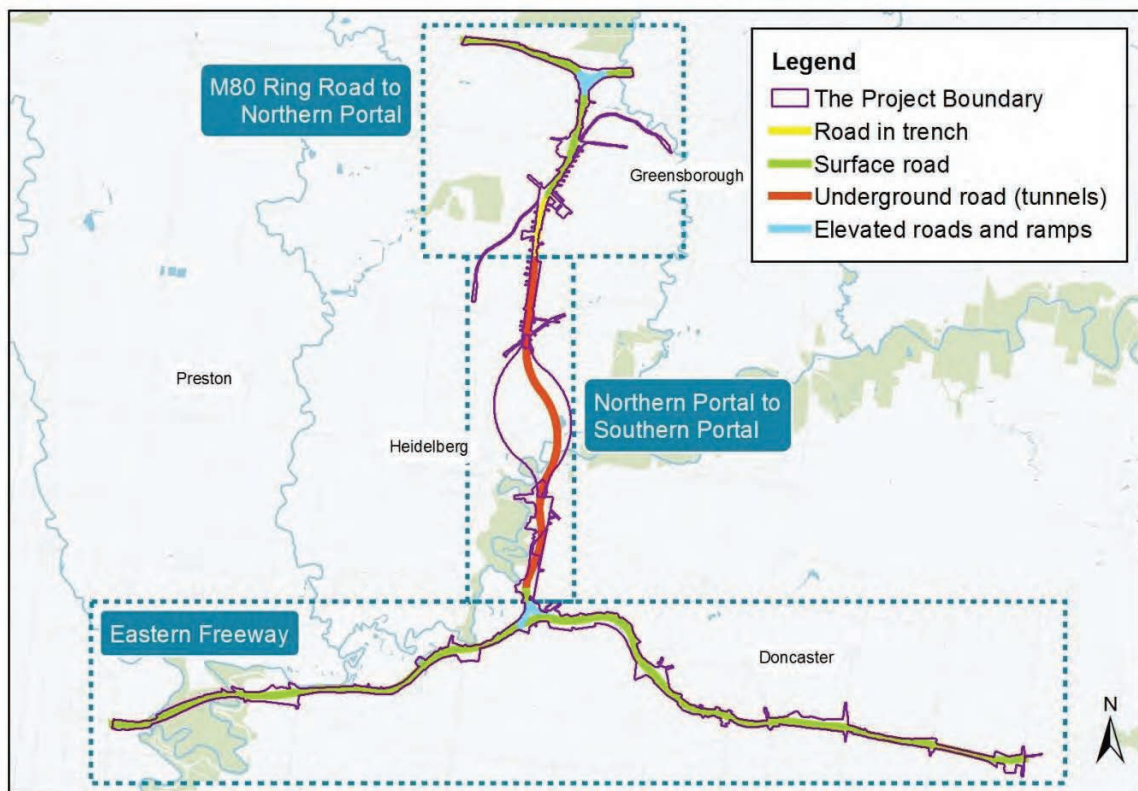 M80 Ring Road to
Northern Portal
Legend
The Project Boundary
Road in trench
Surface road
Underground road (tunnels)
Elevated roads and ramps
Greensborough
Preston
Heidelberg
Northern Portal to
Southern Portal
Eastern Freeway
Doncaster
N